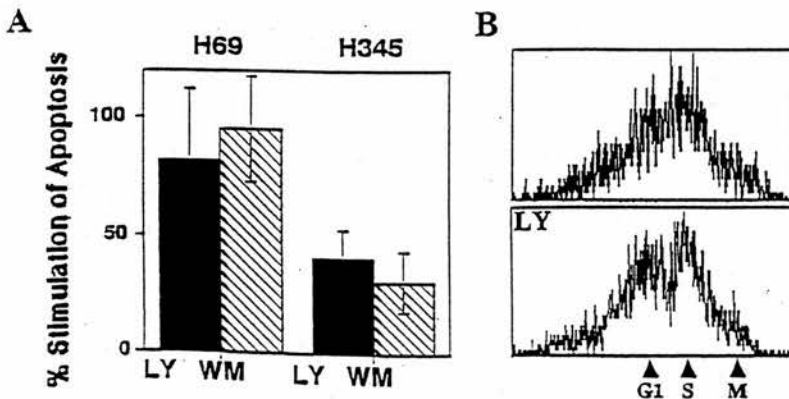 A
B
H69 H345
% Stimulation of Apoptosis
100
50
0
LY WM LY WM
LY
G1 S M